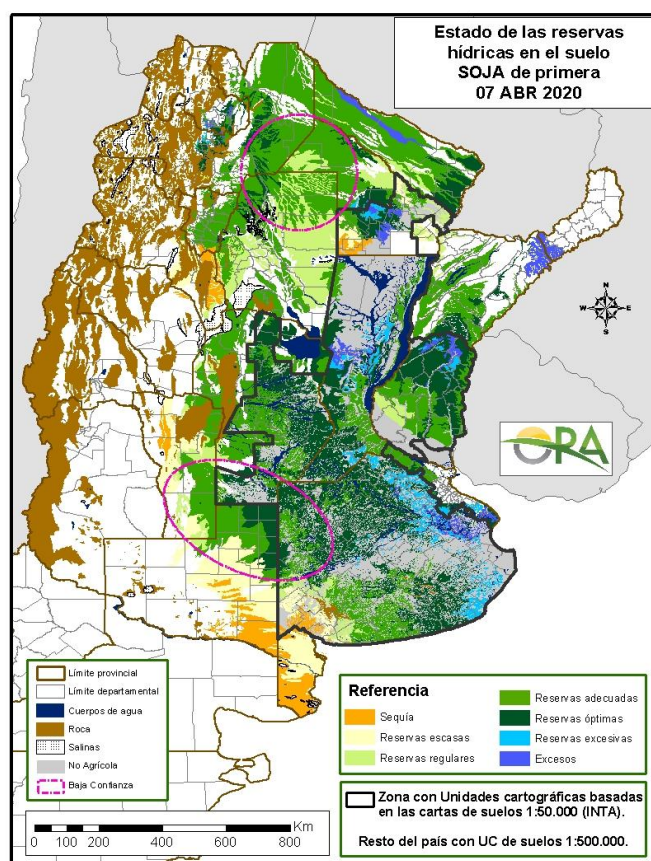 Estado de las reservas
hídricas en el suelo
SOJA de primera
07 ABR 2020
N
W E
S
ORA
Límite provincial
Límite departamental
Cuerpos de agua
Roca
Salinas
No Agrícola
Baja Confianza
Referencia
Sequía
Reservas escasas
Reservas regulares
Reservas adecuadas
Reservas óptimas
Reservas excesivas
Excesos
Km
0 100 200 400 600 800
Zona con Unidades cartográficas basadas
en las cartas de suelos 1:50.000 (INTA).
Resto del país con UC de suelos 1:500.000.